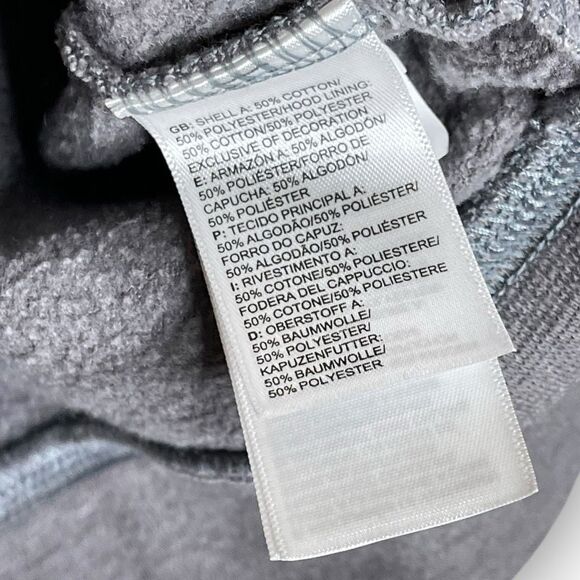 GB: SHELL A: 50% COTTON/
50% POLYESTER/HOOD LINING:
50% COTTON/50% POLYESTER
EXCLUSIVE OF DECORATION
E: ARMAZÓN A: 50% ALGODÓN/
50% POLIÉSTER/FORRO DE
CAPUCHA: 50% ALGODÓN/
50% POLIÉSTER
P: TECIDO PRINCIPAL A:
50% ALGODÃO/50% POLIÉSTER/
FORRO DO CAPUZ:
50% ALGODÃO/50% POLIÉSTER
I: RIVESTIMENTO A:
50% COTONE/50% POLIESTERE/
FODERA DEL CAPPUCCIO:
50% COTONE/50% POLIESTERE
D: OBERSTOFF A:
50% BAUMWOLLE/
50% POLYESTER/
KAPUZENFUTTER:
50% BAUMWOLLE/
50% POLYESTER